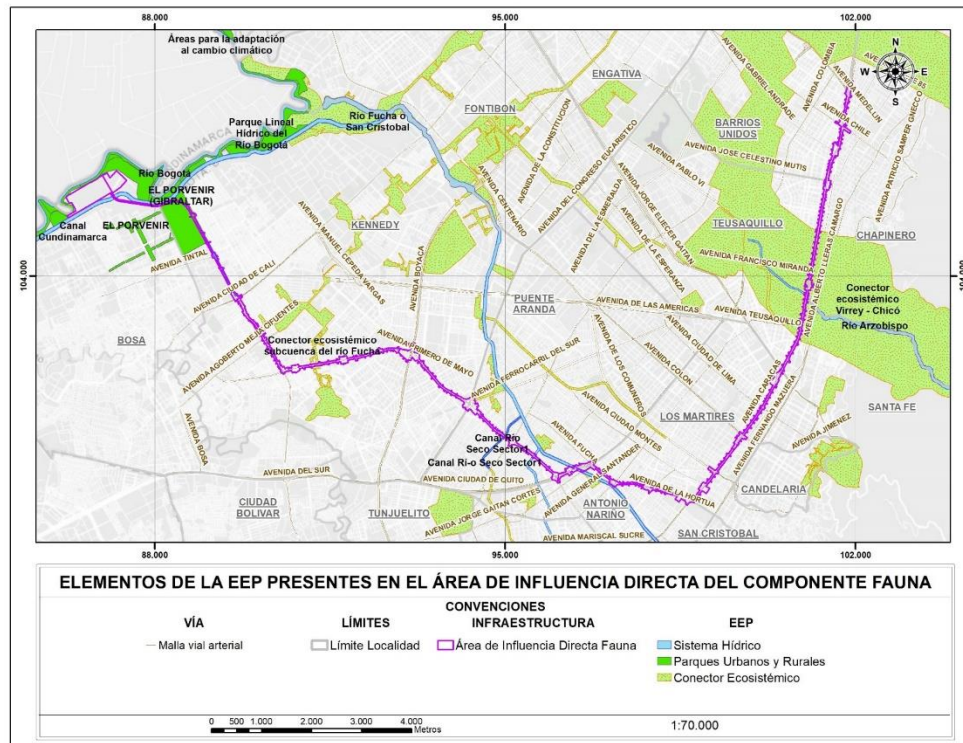 88.000 95.000 102.000
Áreas para la adaptación
al cambio climático
ENGATIVA
FONTIBON
Río Fucha o
San Cristobal
Parque Lineal
Hídrico del
Río Bogotá
CUNDINAMARCA
Río Bogotá
EL PORVENIR
(GIBRALTAR)
EL PORVENIR
Canal
Cundinamarca
AVENIDA TINTAL
KENNEDY
AVENIDA CIUDAD DE CALI
AVENIDA MANUEL CEPEDA VARGAS
AVENIDA BOYACA
AVENIDA CENTENARIO
AVENIDA DE LA CONSTITUCION
AVENIDA DEL CONGRESO EUCARISTICO
AVENIDA DE LA ESMERALDA
AVENIDA JORGE ELIECER GAITAN
AVENIDA DE LA ESPERANZA
AVENIDA PABLO VI
AVENIDA JOSE CELESTINO MUTIS
AVENIDA GABRIEL ANDRADE
AVENIDA COLOMBIA
AVENIDA MEDELLIN
AVENIDA CHILE
AVENIDA PATRICIO SAMPER GNECCO
N
W E
S
BARRIOS
UNIDOS
TEUSAQUILLO
CHAPINERO
AVENIDA FRANCISCO MIRANDA
AVENIDA ALBERTO LLERAS CAMARGO
104.000
104.000
Conector
ecosistémico
Virrey - Chicó
Río Arzobispo
PUENTE
ARANDA
AVENIDA DE LAS AMERICAS
AVENIDA TEUSAQUILLO
BOSA
AVENIDA AGOBERTO MEJIA CIFUENTES
Conector ecosistémico
subcuenca del río Fucha
AVENIDA PRIMERO DE MAYO
AVENIDA FERROCARRIL DEL SUR
AVENIDA DE LOS COMUNEROS
AVENIDA COLON
AVENIDA CIUDAD DE LIMA
AVENIDA CARACAS
AVENIDA FERNANDO MAZUERA
LOS MARTIRES
SANTA FE
AVENIDA JIMENEZ
AVENIDA CIUDAD MONTES
AVENIDA BOSA
Canal Río
Seco Sector1
Canal Rí-o Seco Sector1
AVENIDA FUCHA
AVENIDA DEL SUR
AVENIDA CIUDAD DE QUITO
AVENIDA GENERAL SANTANDER
AVENIDA DE LA HORTUA
CANDELARIA
CIUDAD
BOLIVAR
TUNJUELITO
AVENIDA JORGE GAITAN CORTES
ANTONIO
NARIÑO
AVENIDA MARISCAL SUCRE
SAN CRISTOBAL
88.000 95.000 102.000
ELEMENTOS DE LA EEP PRESENTES EN EL ÁREA DE INFLUENCIA DIRECTA DEL COMPONENTE FAUNA
CONVENCIONES
VÍA LÍMITES INFRAESTRUCTURA EEP
Malla vial arterial Límite Localidad Área de Influencia Directa Fauna Sistema Hídrico
Parques Urbanos y Rurales
Conector Ecosistémico
0 500 1.000 2.000 3.000 4.000
Metros
1:70.000